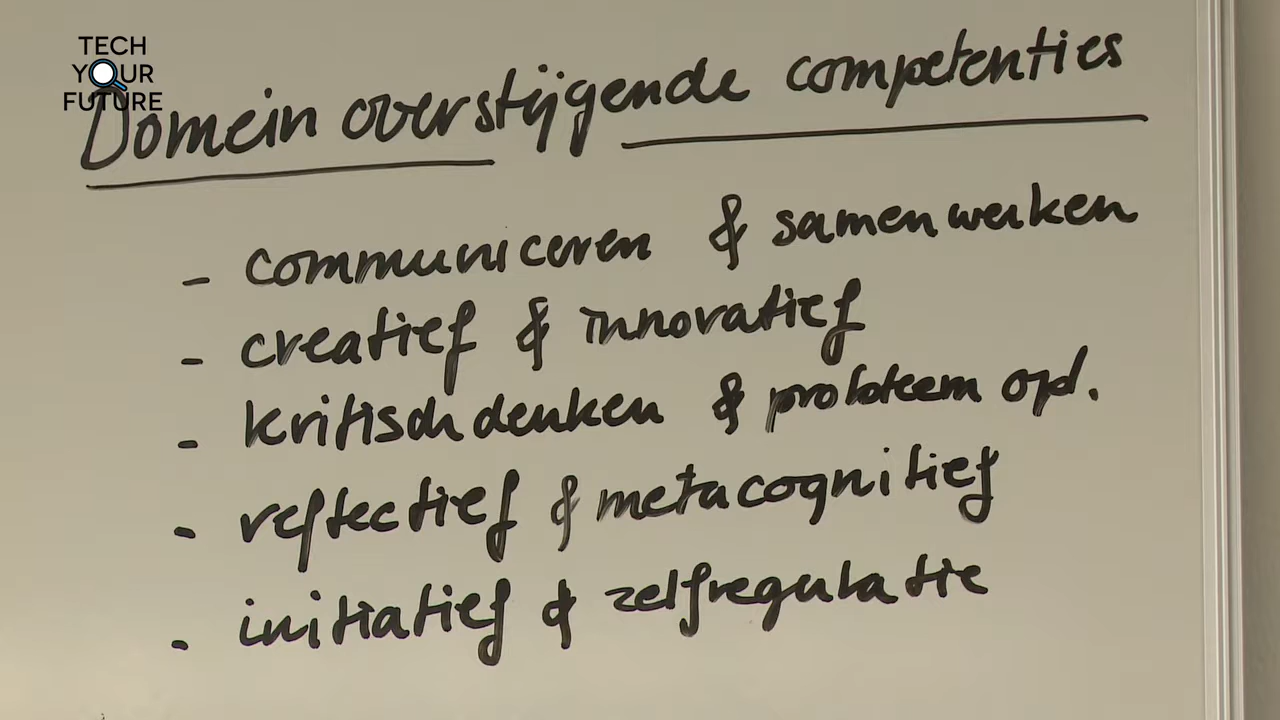 TECH
YOUR
FUTURE
Domein overstijgende competenties
- communiceren & samenwerken
- creatief & innovatief
- kritisch denken & probleem opl.
- reflectief & metacognitief
- initiatief & zelfregulatie